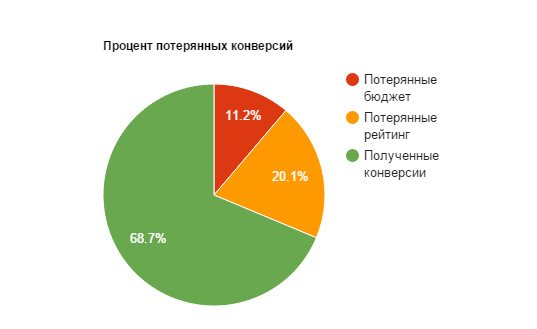 Процент потерянных конверсий
11.2%
20.1%
68.7%
Потерянные
бюджет
Потерянные
рейтинг
Полученные
конверсии